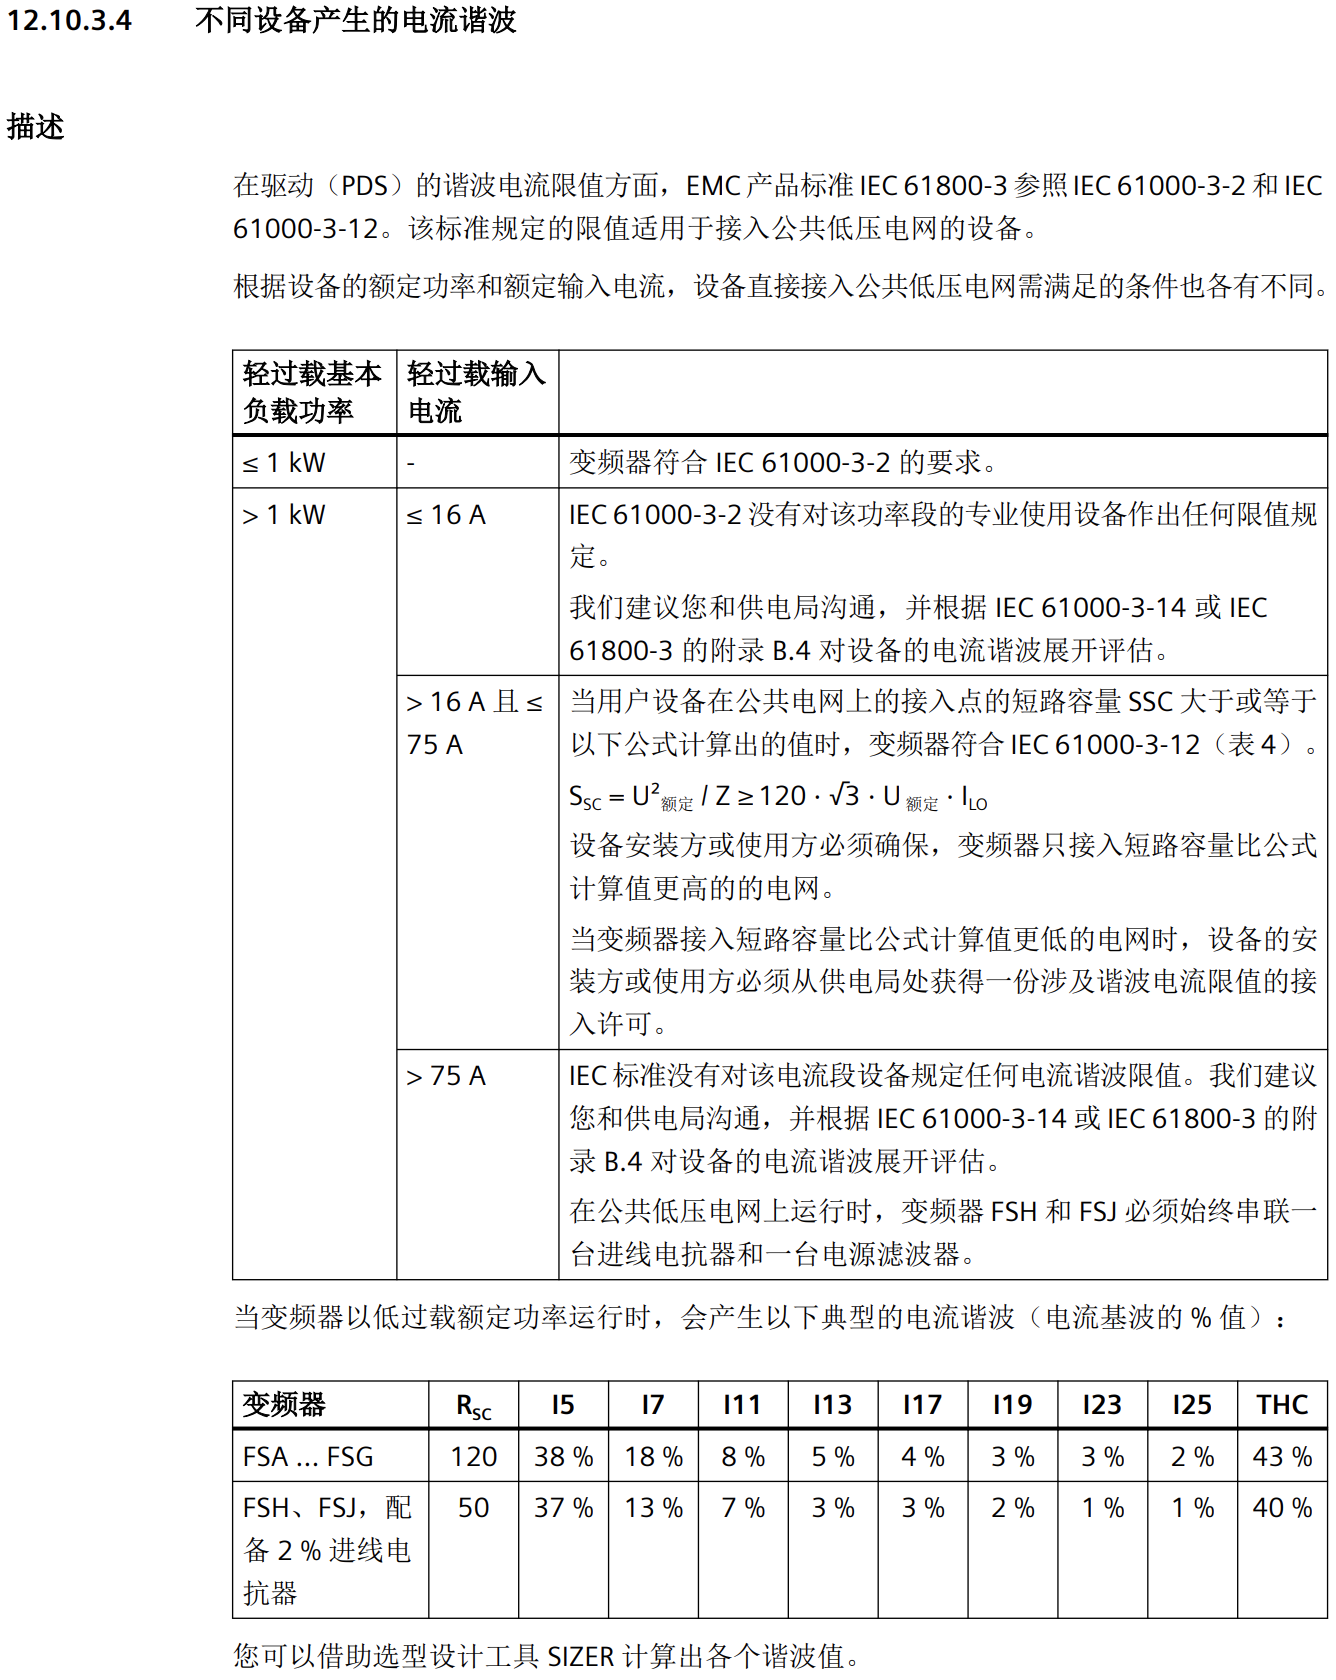 12.10.3.4 不同设备产生的电流谐波
描述
在驱动（PDS）的谐波电流限值方面，EMC 产品标准 IEC 61800-3 参照 IEC 61000-3-2 和 IEC
61000-3-12。该标准规定的限值适用于接入公共低压电网的设备。
根据设备的额定功率和额定输入电流，设备直接接入公共低压电网需满足的条件也各有不同。
轻过载基本 轻过载输入
负载功率 电流
≤ 1 kW - 变频器符合 IEC 61000-3-2 的要求。
> 1 kW ≤ 16 A IEC 61000-3-2 没有对该功率段的专业使用设备作出任何限值规
定。
我们建议您和供电局沟通，并根据 IEC 61000-3-14 或 IEC
61800-3 的附录 B.4 对设备的电流谐波展开评估。
> 16 A 且 ≤ 当用户设备在公共电网上的接入点的短路容量 SSC 大于或等于
75 A 以下公式计算出的值时，变频器符合 IEC 61000-3-12（表 4）。
SSC = U²额定 / Z ≥ 120 · √3 · U 额定 · ILO
设备安装方或使用方必须确保，变频器只接入短路容量比公式
计算值更高的的电网。
当变频器接入短路容量比公式计算值更低的电网时，设备的安
装方或使用方必须从供电局处获得一份涉及谐波电流限值的接
入许可。
> 75 A IEC 标准没有对该电流段设备规定任何电流谐波限值。我们建议
您和供电局沟通，并根据 IEC 61000-3-14 或 IEC 61800-3 的附
录 B.4 对设备的电流谐波展开评估。
在公共低压电网上运行时，变频器 FSH 和 FSJ 必须始终串联一
台进线电抗器和一台电源滤波器。
当变频器以低过载额定功率运行时，会产生以下典型的电流谐波（电流基波的 % 值）：
变频器 RSC I5 I7 I11 I13 I17 I19 I23 I25 THC
FSA … FSG 120 38 % 18 % 8 % 5 % 4 % 3 % 3 % 2 % 43 %
FSH、FSJ，配 50 37 % 13 % 7 % 3 % 3 % 2 % 1 % 1 % 40 %
备 2 % 进线电
抗器
您可以借助选型设计工具 SIZER 计算出各个谐波值。